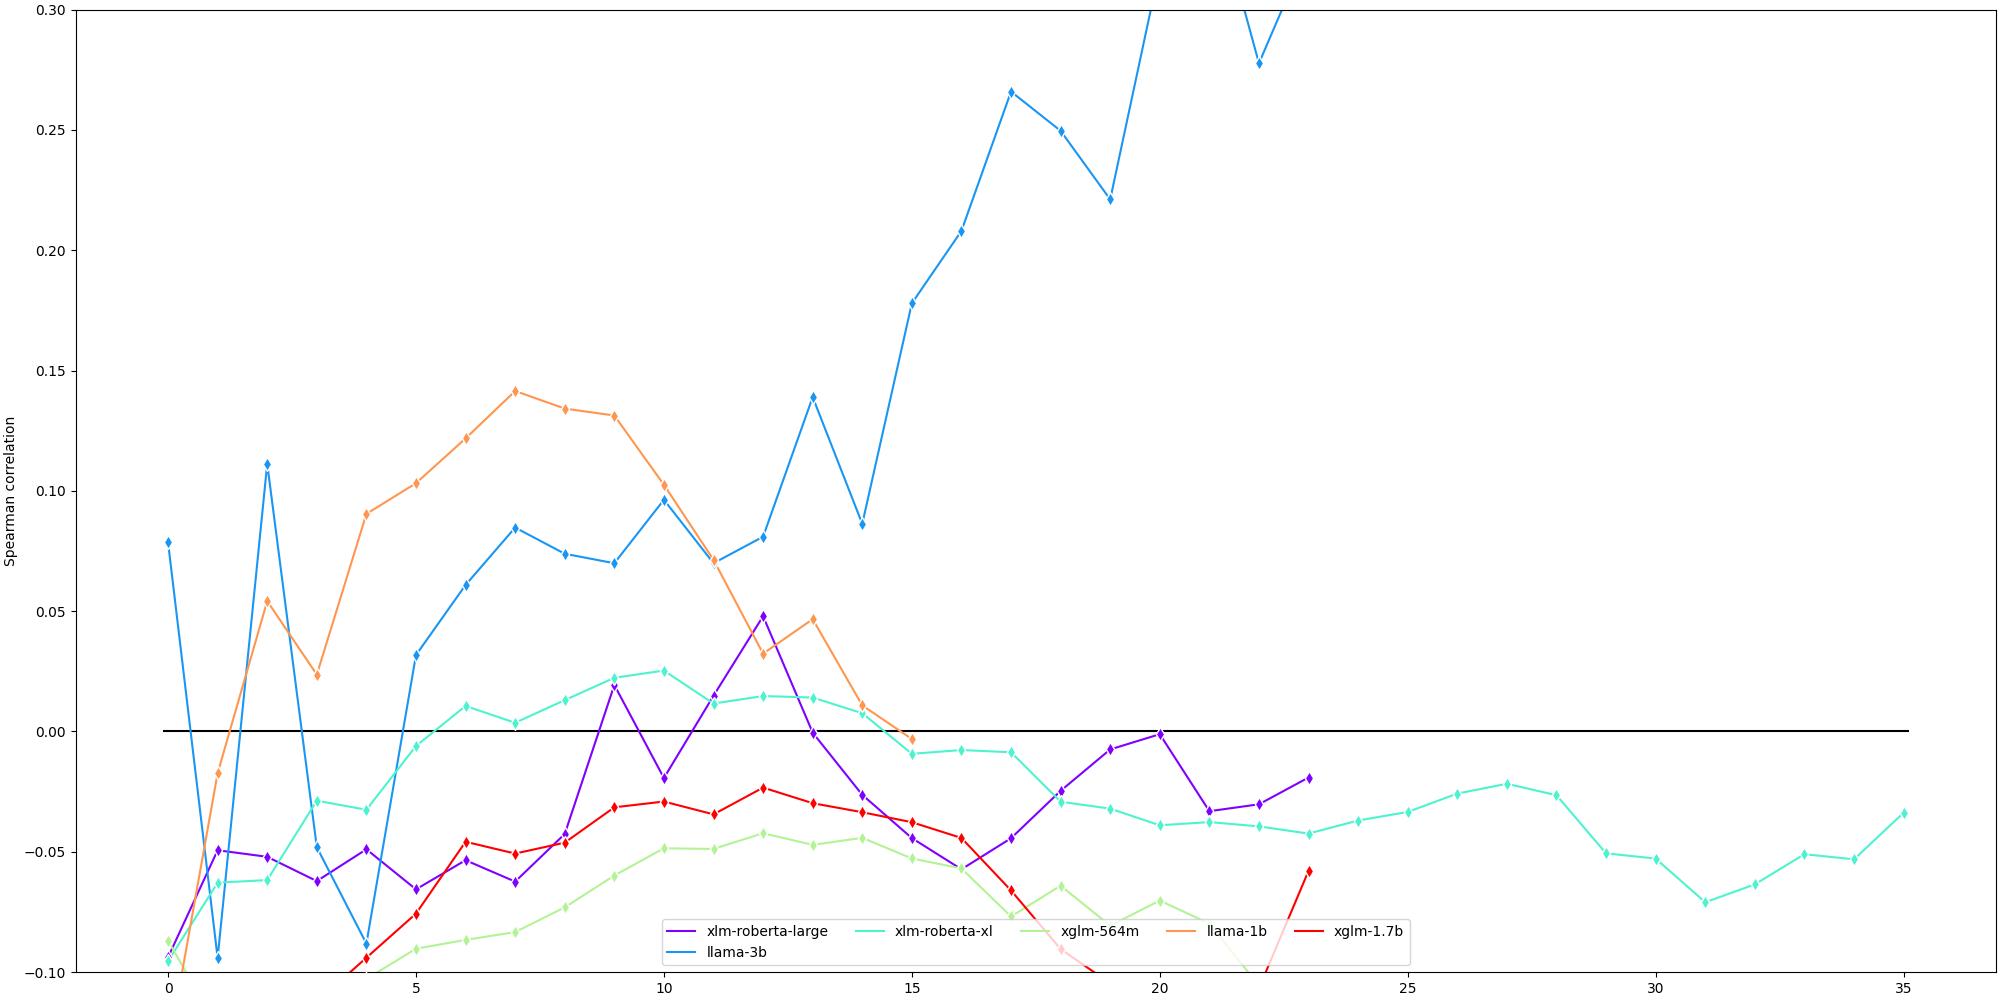 0.30
0.25
0.20
0.15
0.10
0.05
0.00
−0.05
−0.10
Spearman correlation
xlm-roberta-large xlm-roberta-xl xglm-564m llama-1b xglm-1.7b
llama-3b
0 5 10 15 20 25 30 35